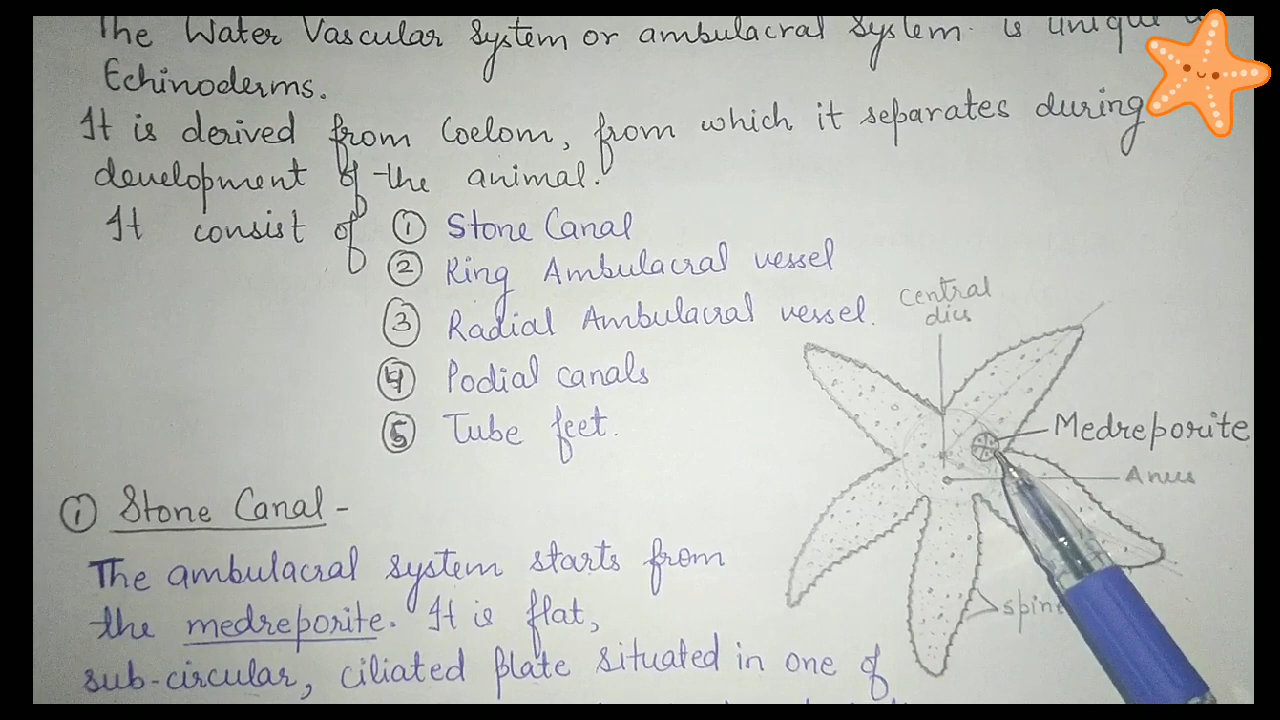 The Water Vascular System or ambulacral System. is unique
Echinoderms.
It is derived from Coelom, from which it separates during
development of the animal.
It consist of ① Stone Canal
② Ring Ambulacral vessel
③ Radial Ambulacral vessel.
④ Podial canals
⑤ Tube feet.
central
disc
Medreporite
Anus
spin
① Stone Canal -
The ambulacral system starts from
the medreporite. It is flat,
sub-circular, ciliated plate situated in one of